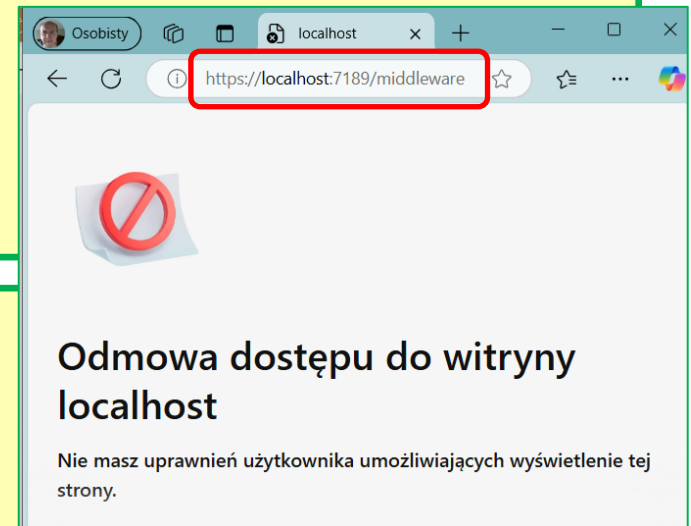 Osobisty
localhost
https://localhost:7189/middleware
Odmowa dostępu do witryny
localhost
Nie masz uprawnień użytkownika umożliwiających wyświetlenie tej
strony.